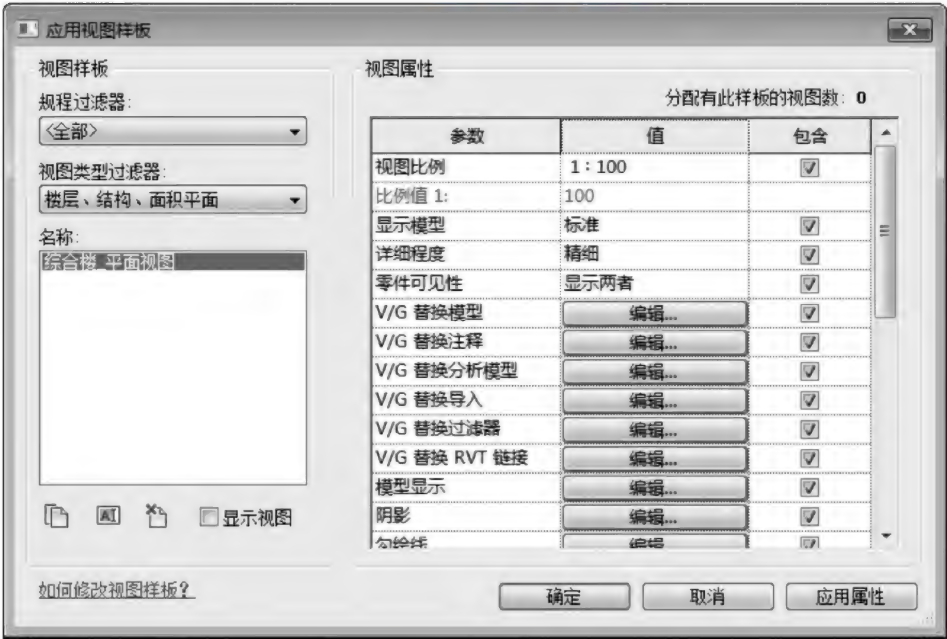 应用视图样板
视图样板
规程过滤器:
<全部>
视图类型过滤器:
楼层、结构、面积平面
名称:
综合楼_平面视图
显示视图
如何修改视图样板?
视图属性
分配有此样板的视图数: 0
参数 值 包含
视图比例 1:100
比例值 1: 100
显示模型 标准
详细程度 精细
零件可见性 显示两者
V/G 替换模型 编辑...
V/G 替换注释 编辑...
V/G 替换分析模型 编辑...
V/G 替换导入 编辑...
V/G 替换过滤器 编辑...
V/G 替换 RVT 链接 编辑...
模型显示 编辑...
阴影 编辑...
勾绘线 编辑
确定 取消 应用属性